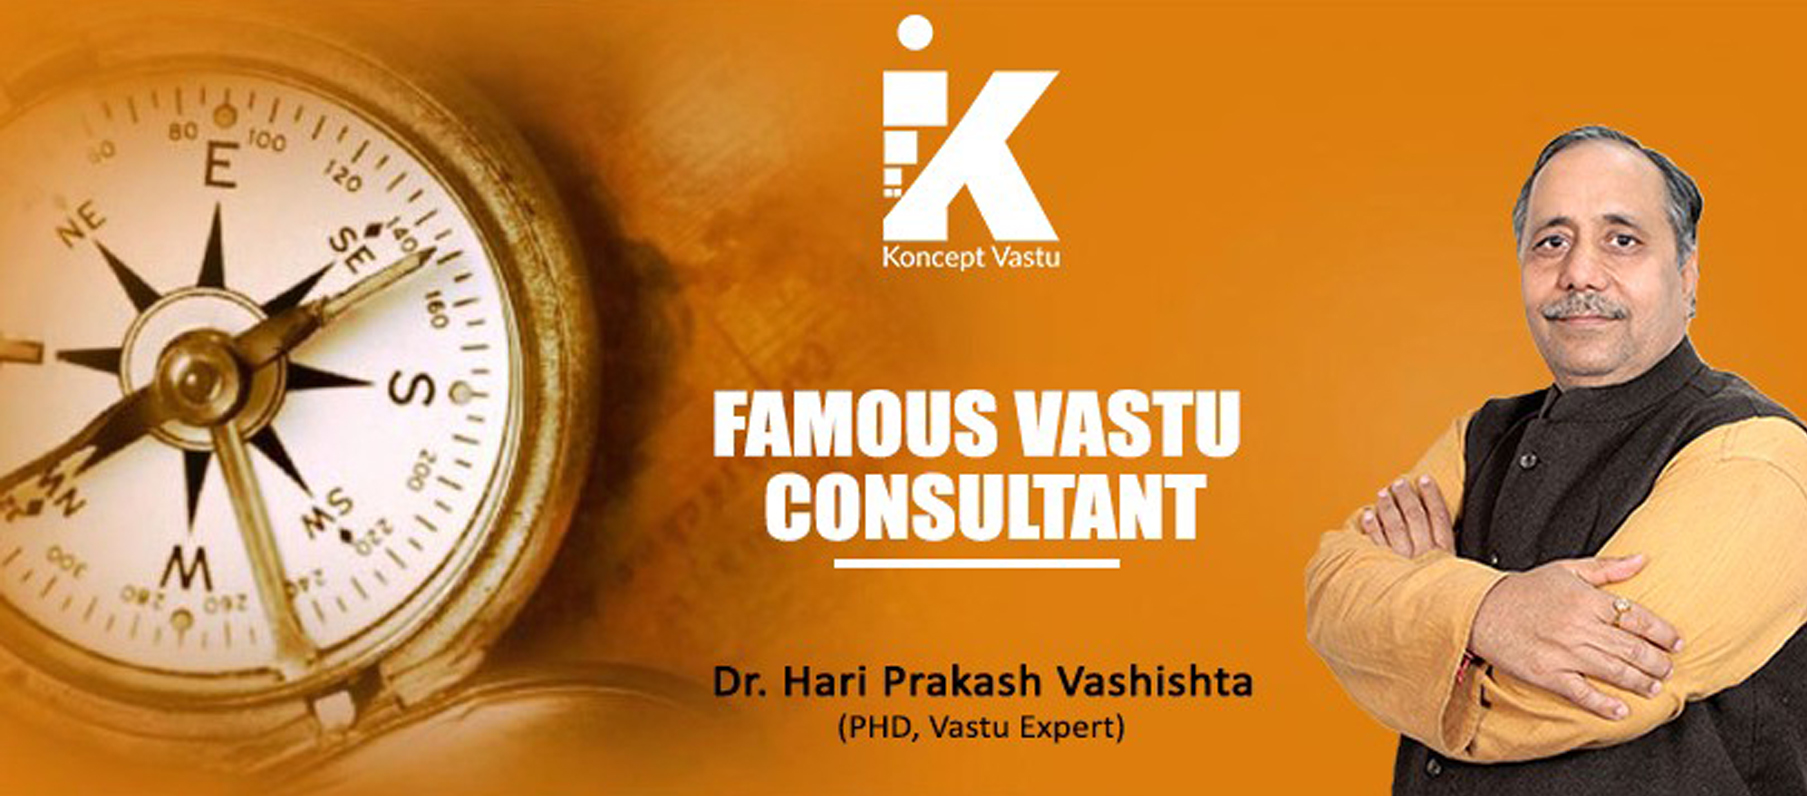 Koncept Vastu
FAMOUS VASTU
CONSULTANT
Dr. Hari Prakash Vashishta
(PHD, Vastu Expert)
E
80
100
120
NE
SE
140
160
S
200
SW
220
240
W
260
280
300
NW